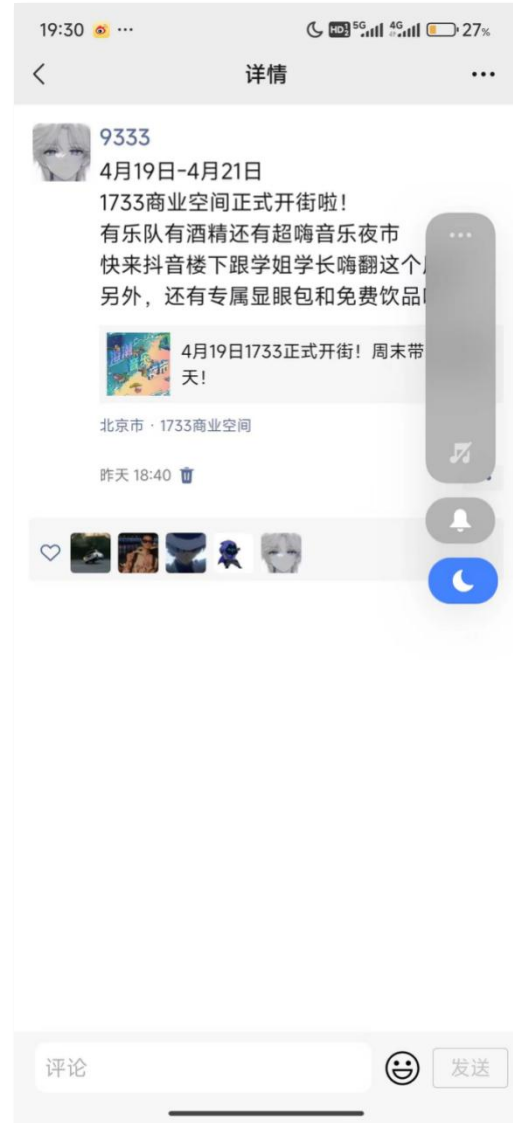 19:30
HD 5G 4G 27%
详情
9333
4月19日-4月21日
1733商业空间正式开街啦！
有乐队有酒精还有超嗨音乐夜市
快来抖音楼下跟学姐学长嗨翻这个
另外，还有专属显眼包和免费饮品
4月19日1733正式开街！周末带
天！
北京市 · 1733商业空间
昨天 18:40
评论
发送